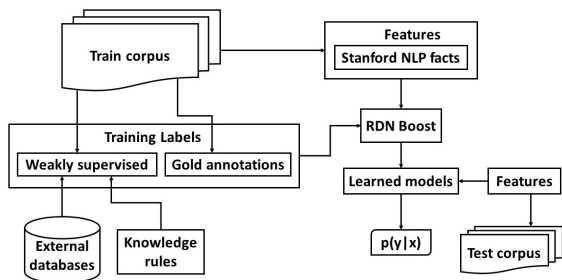 Train corpus
Features
Stanford NLP facts
Training Labels
Weakly supervised
Gold annotations
RDN Boost
Learned models
Features
External
databases
Knowledge
rules
p(y|x)
Test corpus